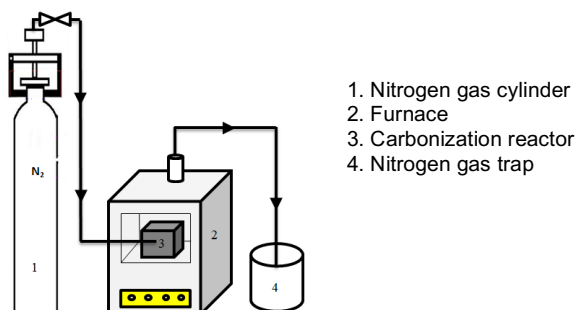 1. Nitrogen gas cylinder
2. Furnace
3. Carbonization reactor
4. Nitrogen gas trap
N₂
3
2
1
4